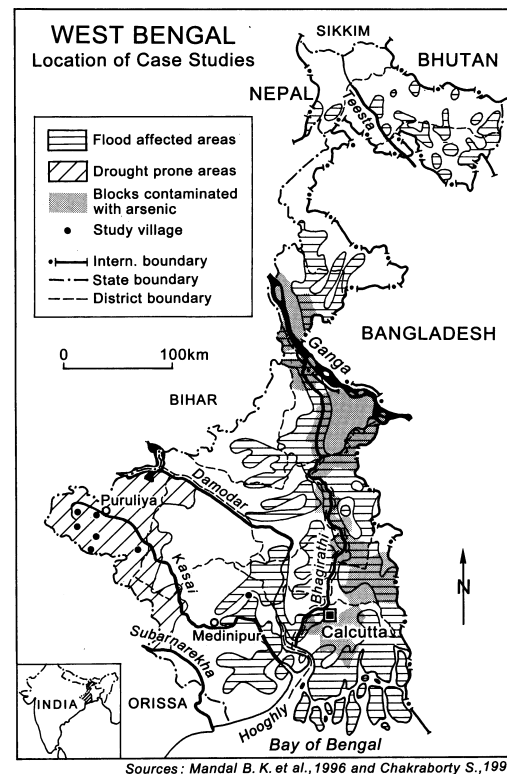 WEST BENGAL
Location of Case Studies
SIKKIM
BHUTAN
NEPAL
Teesta
Flood affected areas
Drought prone areas
Blocks contaminated
with arsenic
Study village
Intern. boundary
State boundary
District boundary
0 100km
BANGLADESH
Ganga
BIHAR
Damodar
Puruliya
Kasai
Bhagirathi
N
Medinipur
Calcutta
Subarnarekha
INDIA
ORISSA
Hooghly
Bay of Bengal
Sources: Mandal B. K. et al., 1996 and Chakraborty S., 199